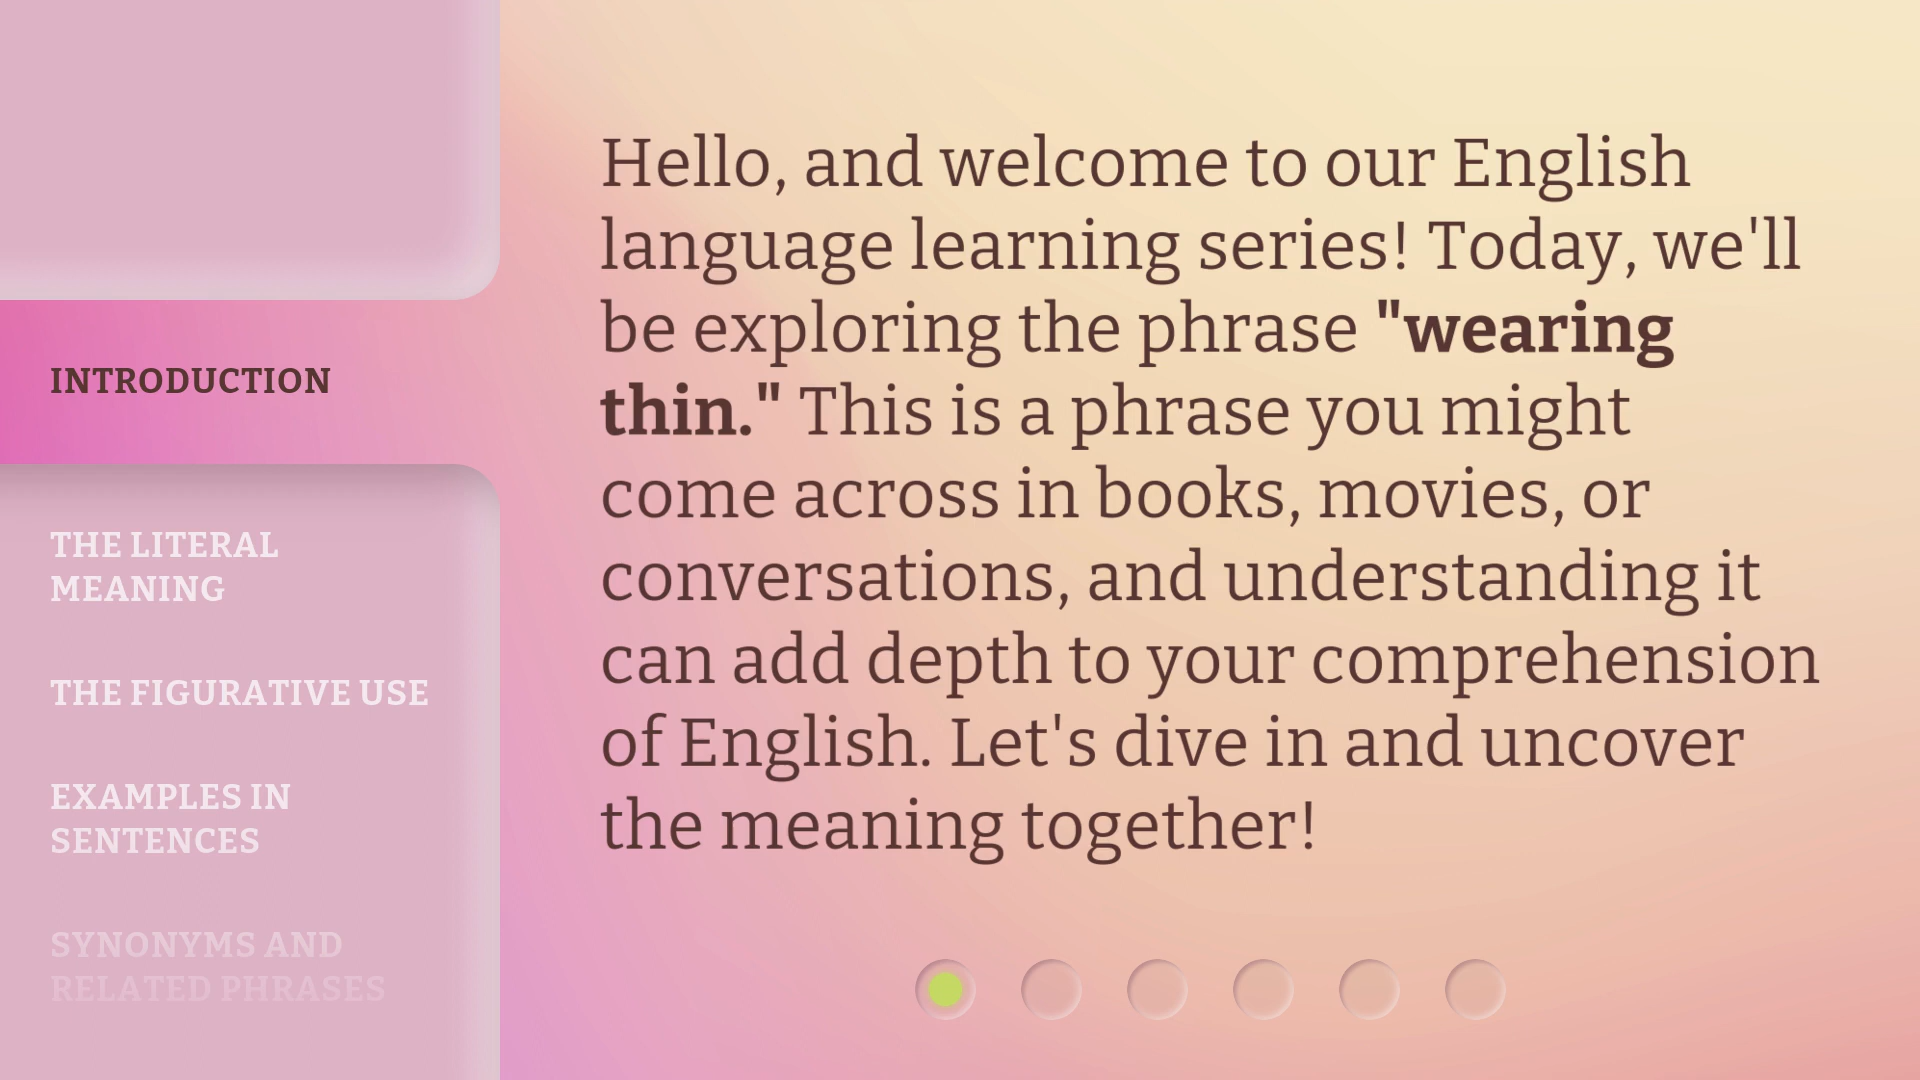 INTRODUCTION
THE LITERAL
MEANING
THE FIGURATIVE USE
EXAMPLES IN
SENTENCES
SYNONYMS AND
RELATED PHRASES
Hello, and welcome to our English
language learning series! Today, we'll
be exploring the phrase "wearing
thin." This is a phrase you might
come across in books, movies, or
conversations, and understanding it
can add depth to your comprehension
of English. Let's dive in and uncover
the meaning together!